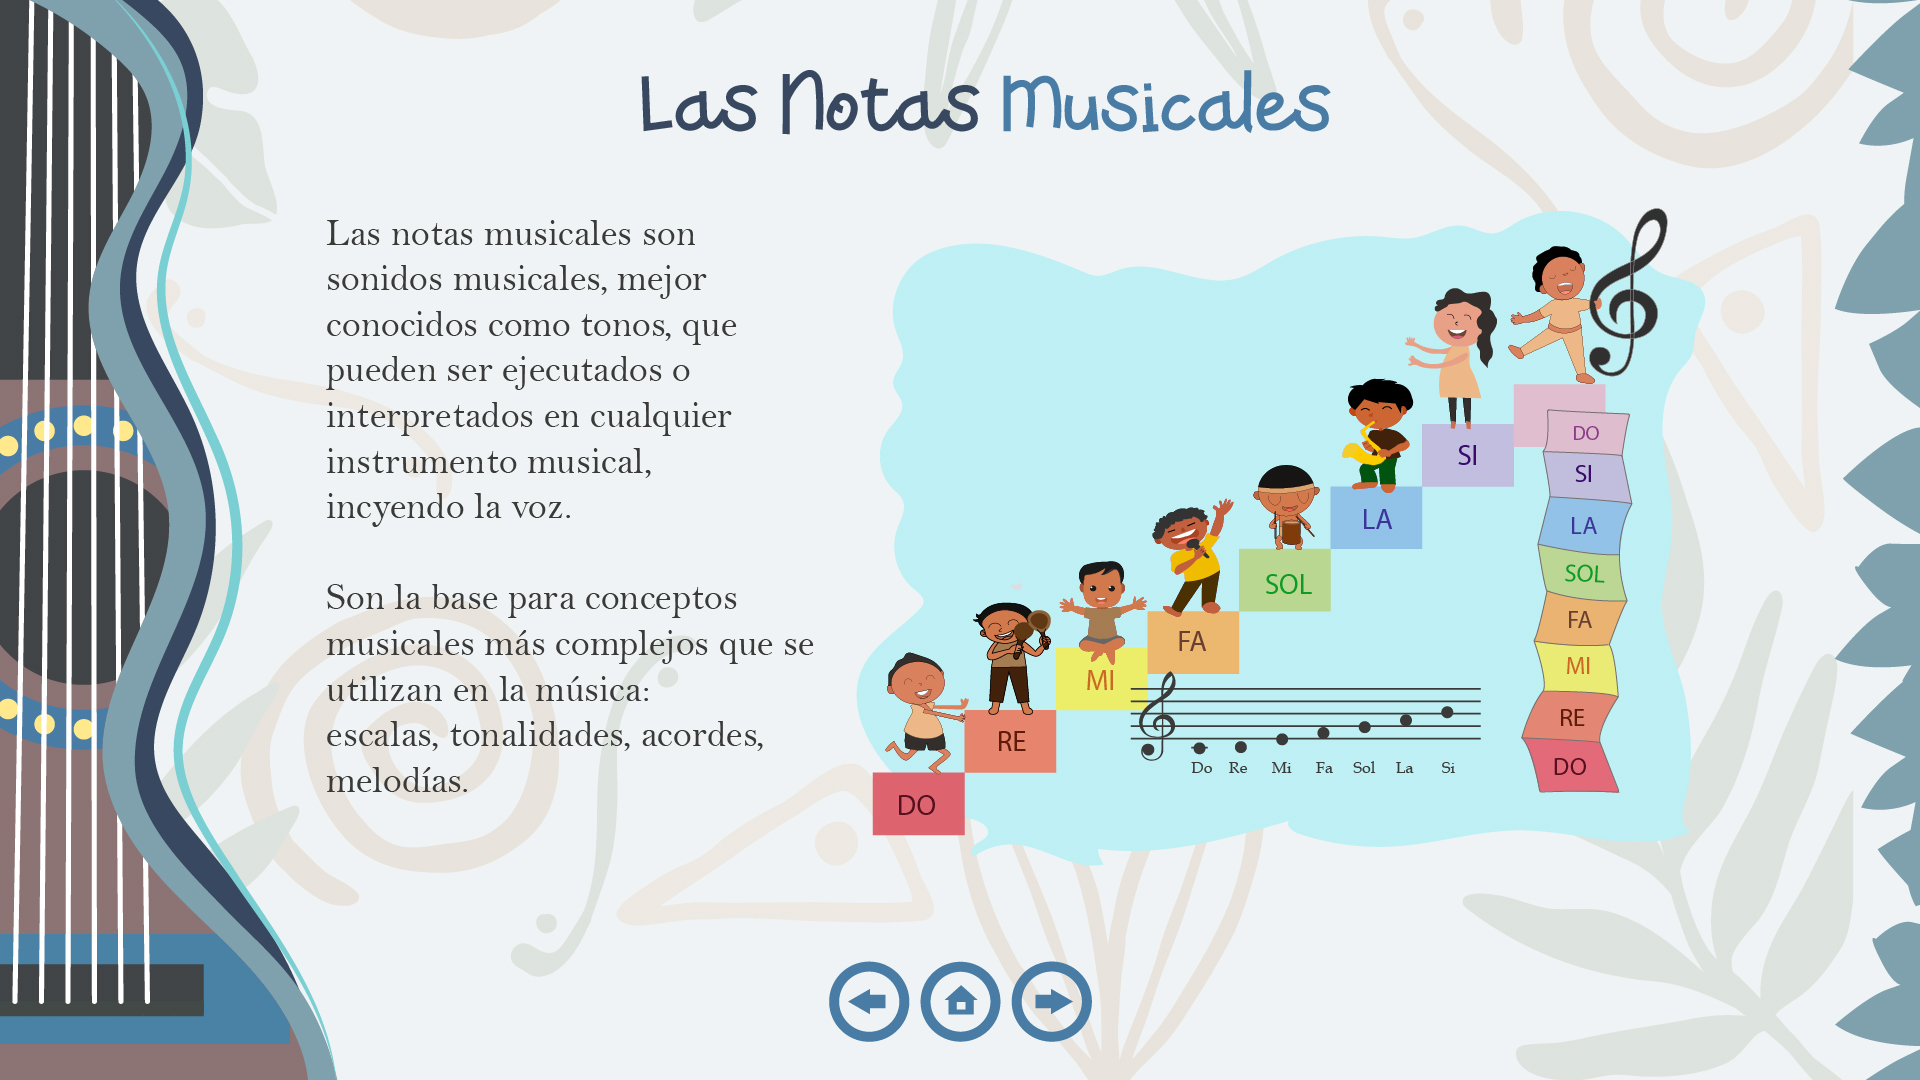 Las Notas Musicales
Las notas musicales son
sonidos musicales, mejor
conocidos como tonos, que
pueden ser ejecutados o
interpretados en cualquier
instrumento musical,
incyendo la voz.
Son la base para conceptos
musicales más complejos que se
utilizan en la música:
escalas, tonalidades, acordes,
melodías.
DO
RE
MI
FA
SOL
LA
SI
Do Re Mi Fa Sol La Si
DO
SI
LA
SOL
FA
MI
RE
DO